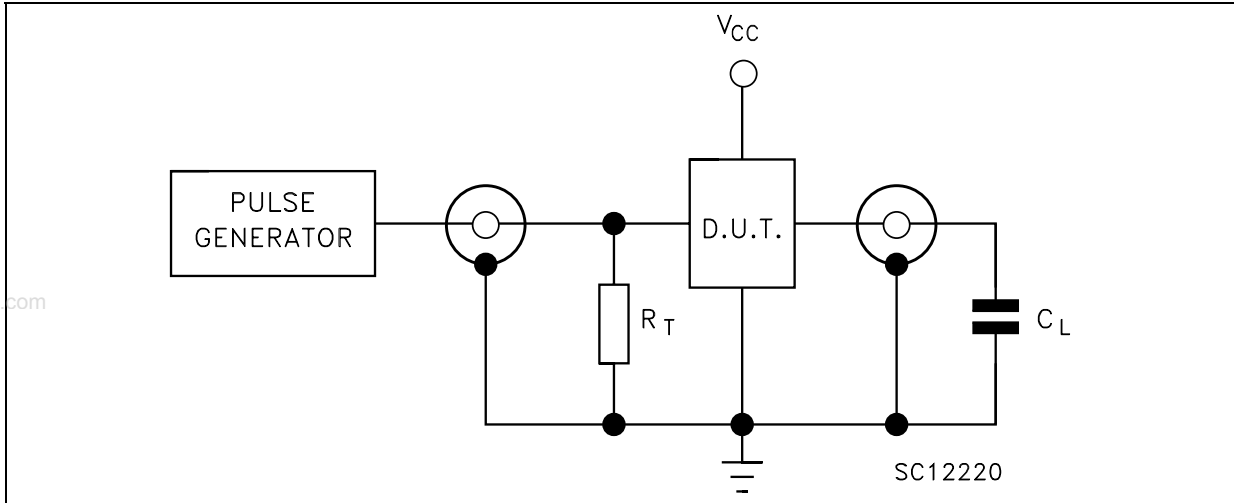 VCC
PULSE
GENERATOR
D.U.T.
RT
CL
.com
SC12220